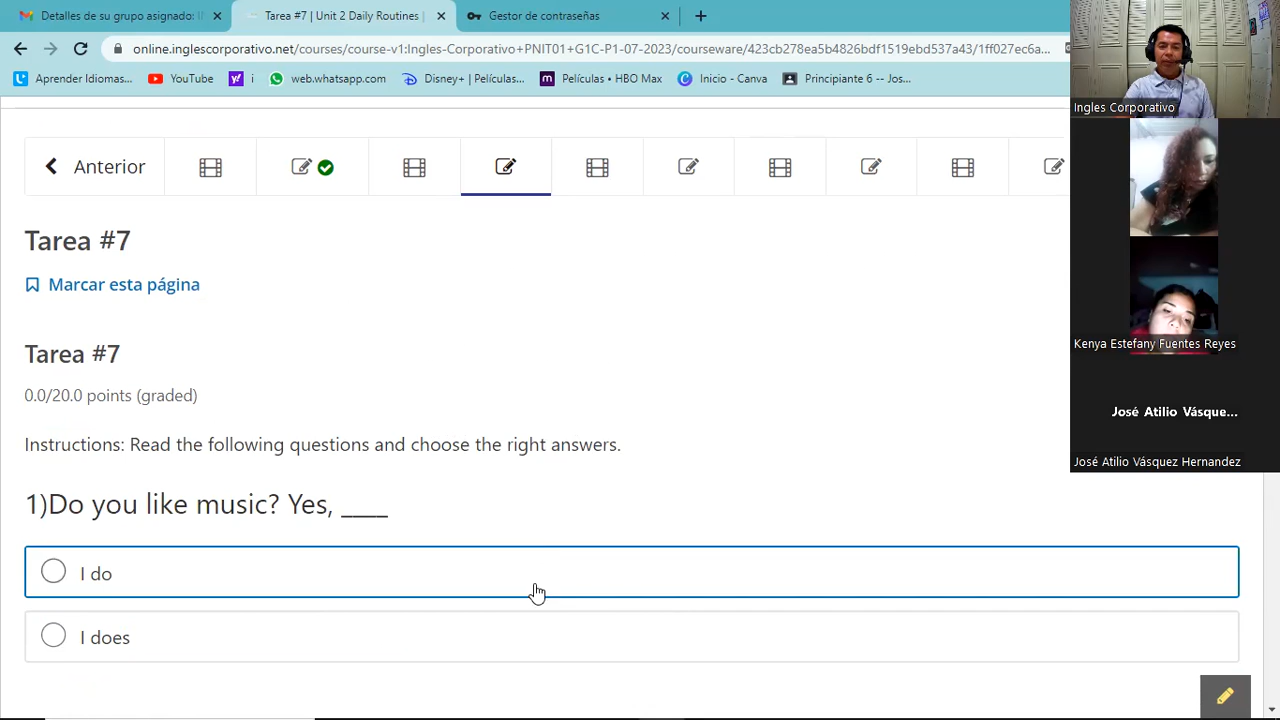 Detalles de su grupo asignado: I
Tarea #7 | Unit 2 Daily Routines |
Gestor de contraseñas
online.inglescorporativo.net/courses/course-v1:Ingles-Corporativo+PNIT01+G1C-P1-07-2023/courseware/423cb278ea5b4826bdf1519ebd537a43/1ff027ec6a...
Aprender Idiomas...
YouTube
i
web.whatsapp.com
Disney+ | Películas...
Películas • HBO Max
Inicio - Canva
Principiante 6 -- Jos...
Ingles Corporativo
Anterior
Tarea #7
Marcar esta página
Kenya Estefany Fuentes Reyes
Tarea #7
0.0/20.0 points (graded)
José Atilio Vásque...
Instructions: Read the following questions and choose the right answers.
José Atilio Vásquez Hernandez
1)Do you like music? Yes, ____
I do
I does